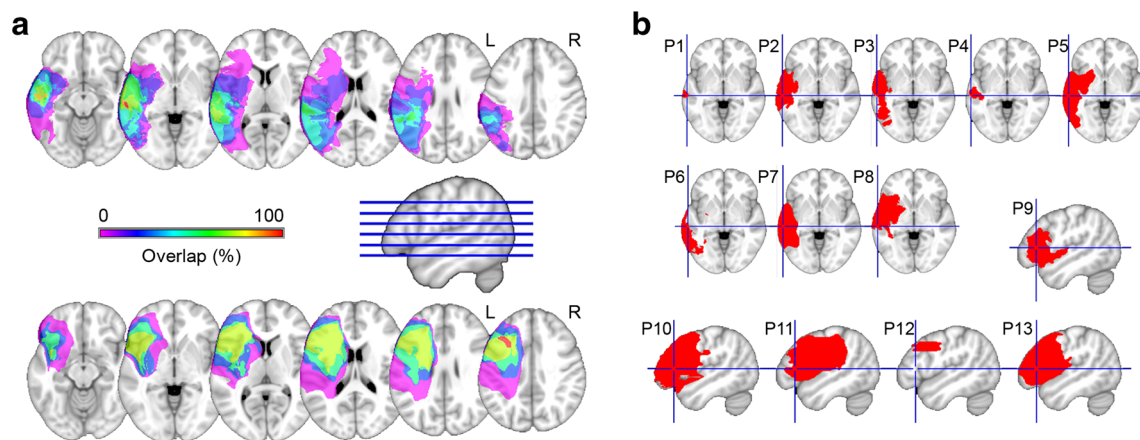 a
L R
0 100
Overlap (%)
L R
b
P1 P2 P3 P4 P5
P6 P7 P8
P9
P10 P11 P12 P13